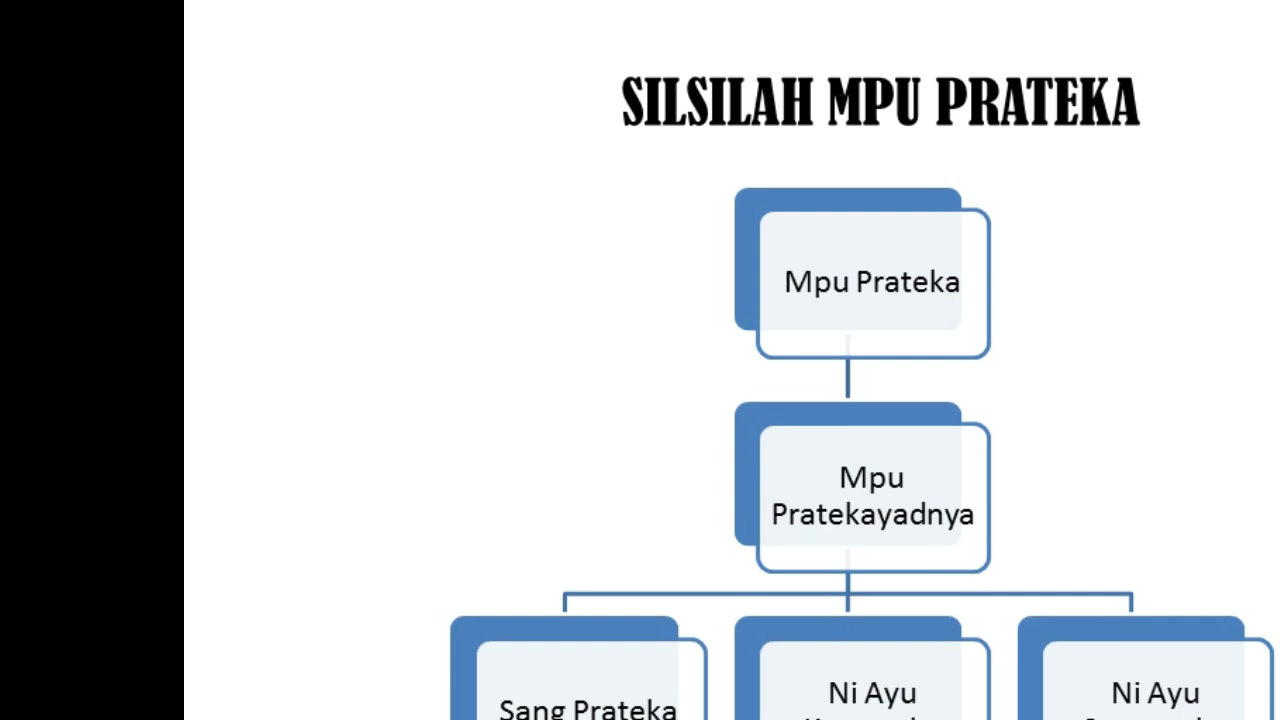 SILSILAH MPU PRATEKA
Mpu Prateka
Mpu
Pratekayadnya
Sang Prateka
Ni Ayu
Ni Ayu